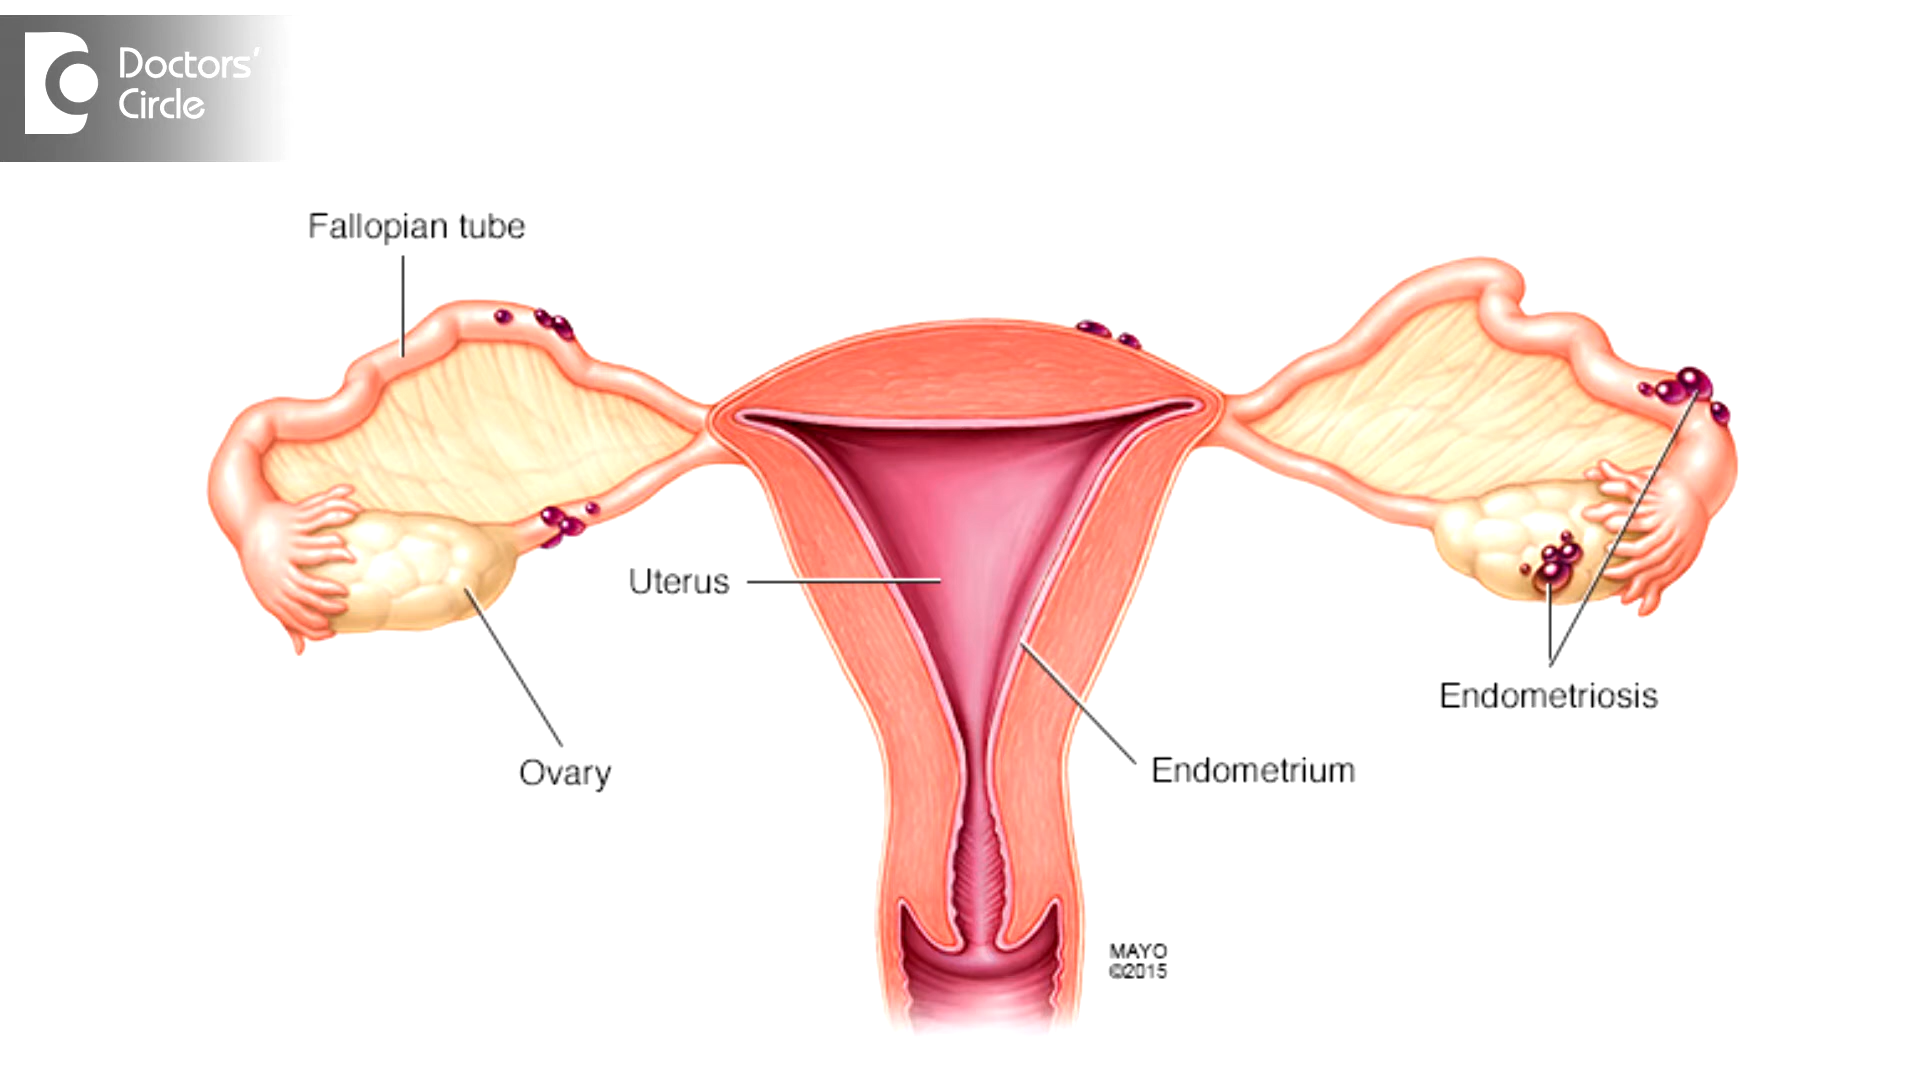 Doctors'
Circle
Fallopian tube
Uterus
Endometriosis
Ovary
Endometrium
MAYO
©2015